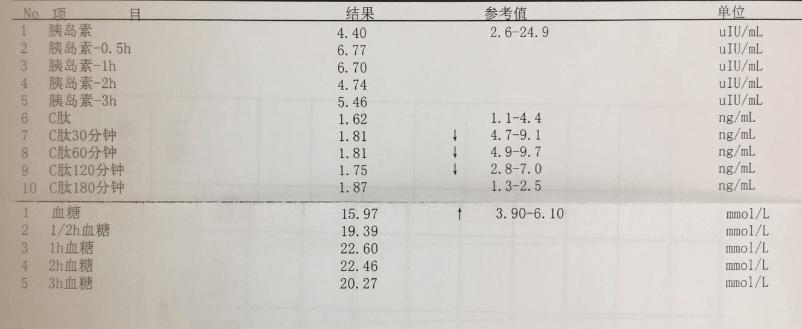 No 项 目 结果 参考值 单位
1 胰岛素 4.40 2.6-24.9 uIU/mL
2 胰岛素-0.5h 6.77 uIU/mL
3 胰岛素-1h 6.70 uIU/mL
4 胰岛素-2h 4.74 uIU/mL
5 胰岛素-3h 5.46 uIU/mL
6 C肽 1.62 1.1-4.4 ng/mL
7 C肽30分钟 1.81 ↓ 4.7-9.1 ng/mL
8 C肽60分钟 1.81 ↓ 4.9-9.7 ng/mL
9 C肽120分钟 1.75 ↓ 2.8-7.0 ng/mL
10 C肽180分钟 1.87 1.3-2.5 ng/mL
1 血糖 15.97 ↑ 3.90-6.10 mmol/L
2 1/2h血糖 19.39 mmol/L
3 1h血糖 22.60 mmol/L
4 2h血糖 22.46 mmol/L
5 3h血糖 20.27 mmol/L